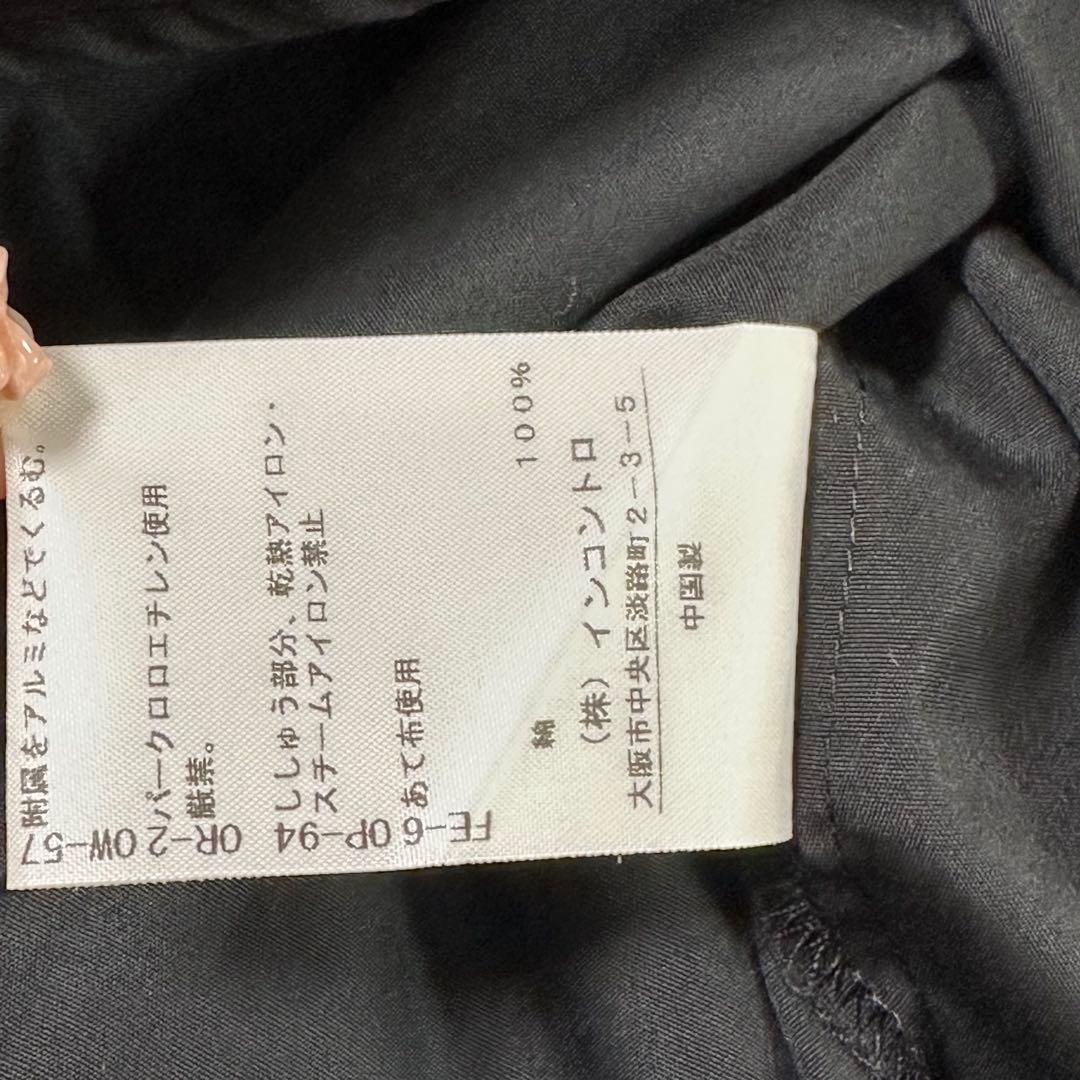 OW-57
附属をアルミなどでくるむ。
OR-2
パークロロエチレン使用
厳禁。
OP-94
ししゅう部分、乾熱アイロン・
スチームアイロン禁止
あて布使用
綿 100%
(株)インコントロ
大阪市中央区淡路町2−3−5
中国製